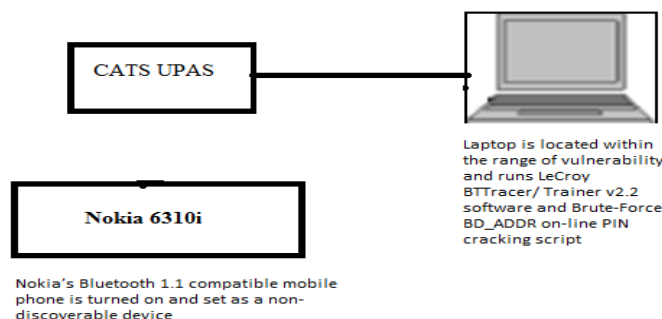 CATS UPAS
Laptop is located within
the range of vulnerability
and runs LeCroy
BTTracer/ Trainer v2.2
software and Brute-Force
BD_ADDR on-line PIN
cracking script
Nokia 6310i
Nokia's Bluetooth 1.1 compatible mobile
phone is turned on and set as a non-
discoverable device